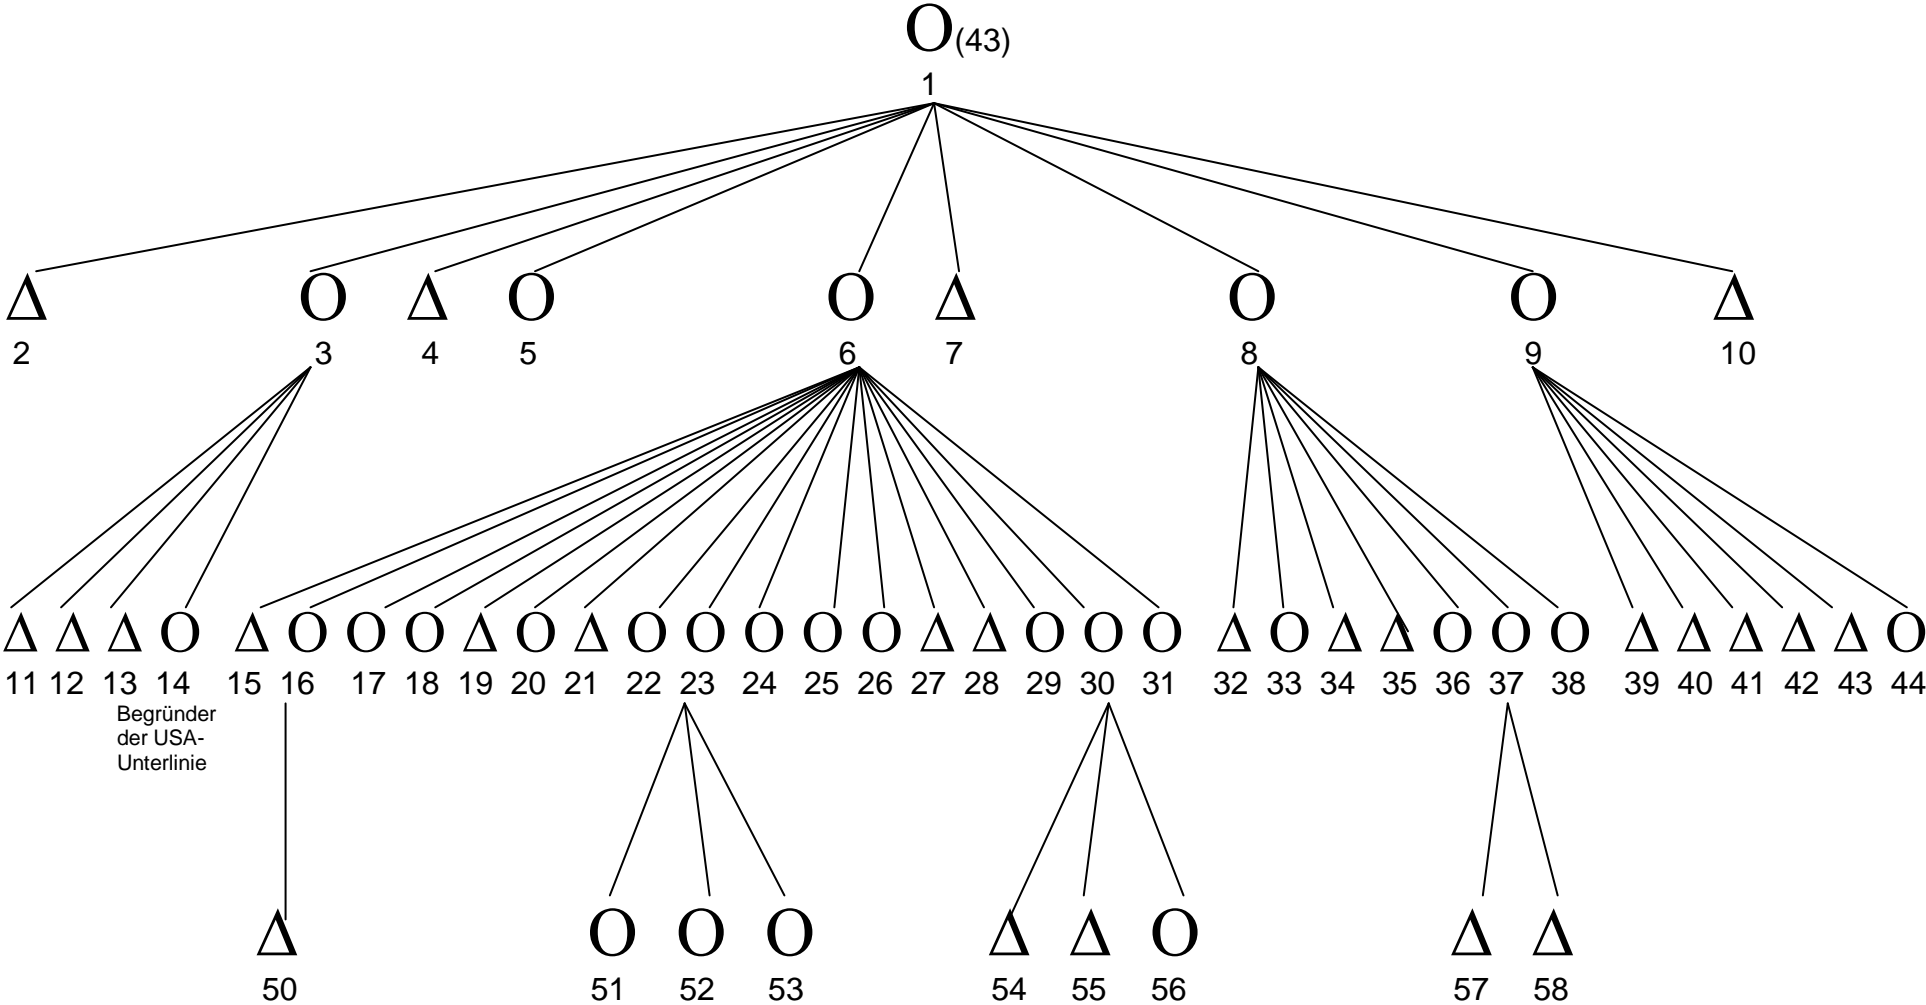 O(43)
1
Δ O Δ O O Δ O O Δ
2 3 4 5 6 7 8 9 10
Δ Δ Δ O Δ O O O Δ O Δ O O O O O Δ Δ O O O Δ O Δ Δ O O O Δ Δ Δ Δ Δ O
11 12 13 14 15 16 17 18 19 20 21 22 23 24 25 26 27 28 29 30 31 32 33 34 35 36 37 38 39 40 41 42 43 44
Begründer
der USA-
Unterlinie
Δ O O O Δ Δ O Δ Δ
50 51 52 53 54 55 56 57 58